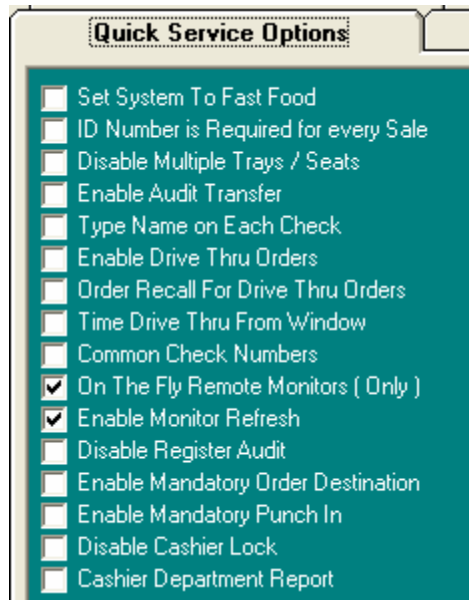 Quick Service Options
Set System To Fast Food
ID Number is Required for every Sale
Disable Multiple Trays / Seats
Enable Audit Transfer
Type Name on Each Check
Enable Drive Thru Orders
Order Recall For Drive Thru Orders
Time Drive Thru From Window
Common Check Numbers
On The Fly Remote Monitors ( Only )
Enable Monitor Refresh
Disable Register Audit
Enable Mandatory Order Destination
Enable Mandatory Punch In
Disable Cashier Lock
Cashier Department Report